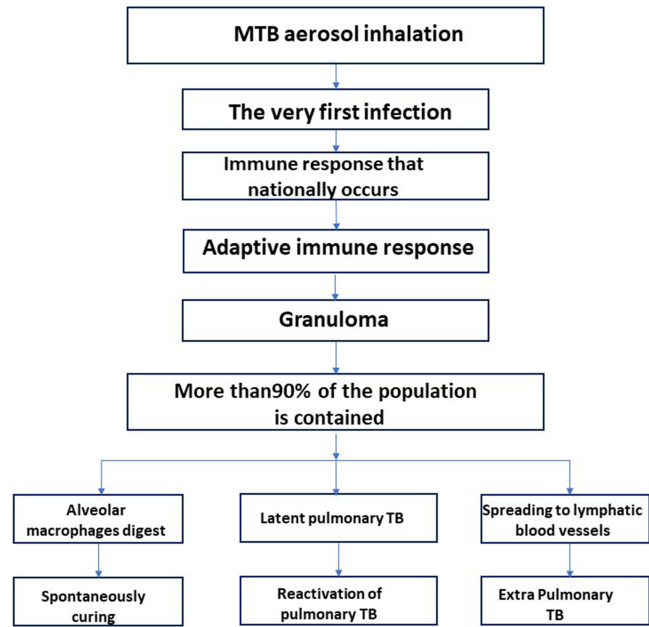 MTB aerosol inhalation
The very first infection
Immune response that
nationally occurs
Adaptive immune response
Granuloma
More than90% of the population
is contained
Alveolar
macrophages digest
Latent pulmonary TB
Spreading to lymphatic
blood vessels
Spontaneously
curing
Reactivation of
pulmonary TB
Extra Pulmonary
TB